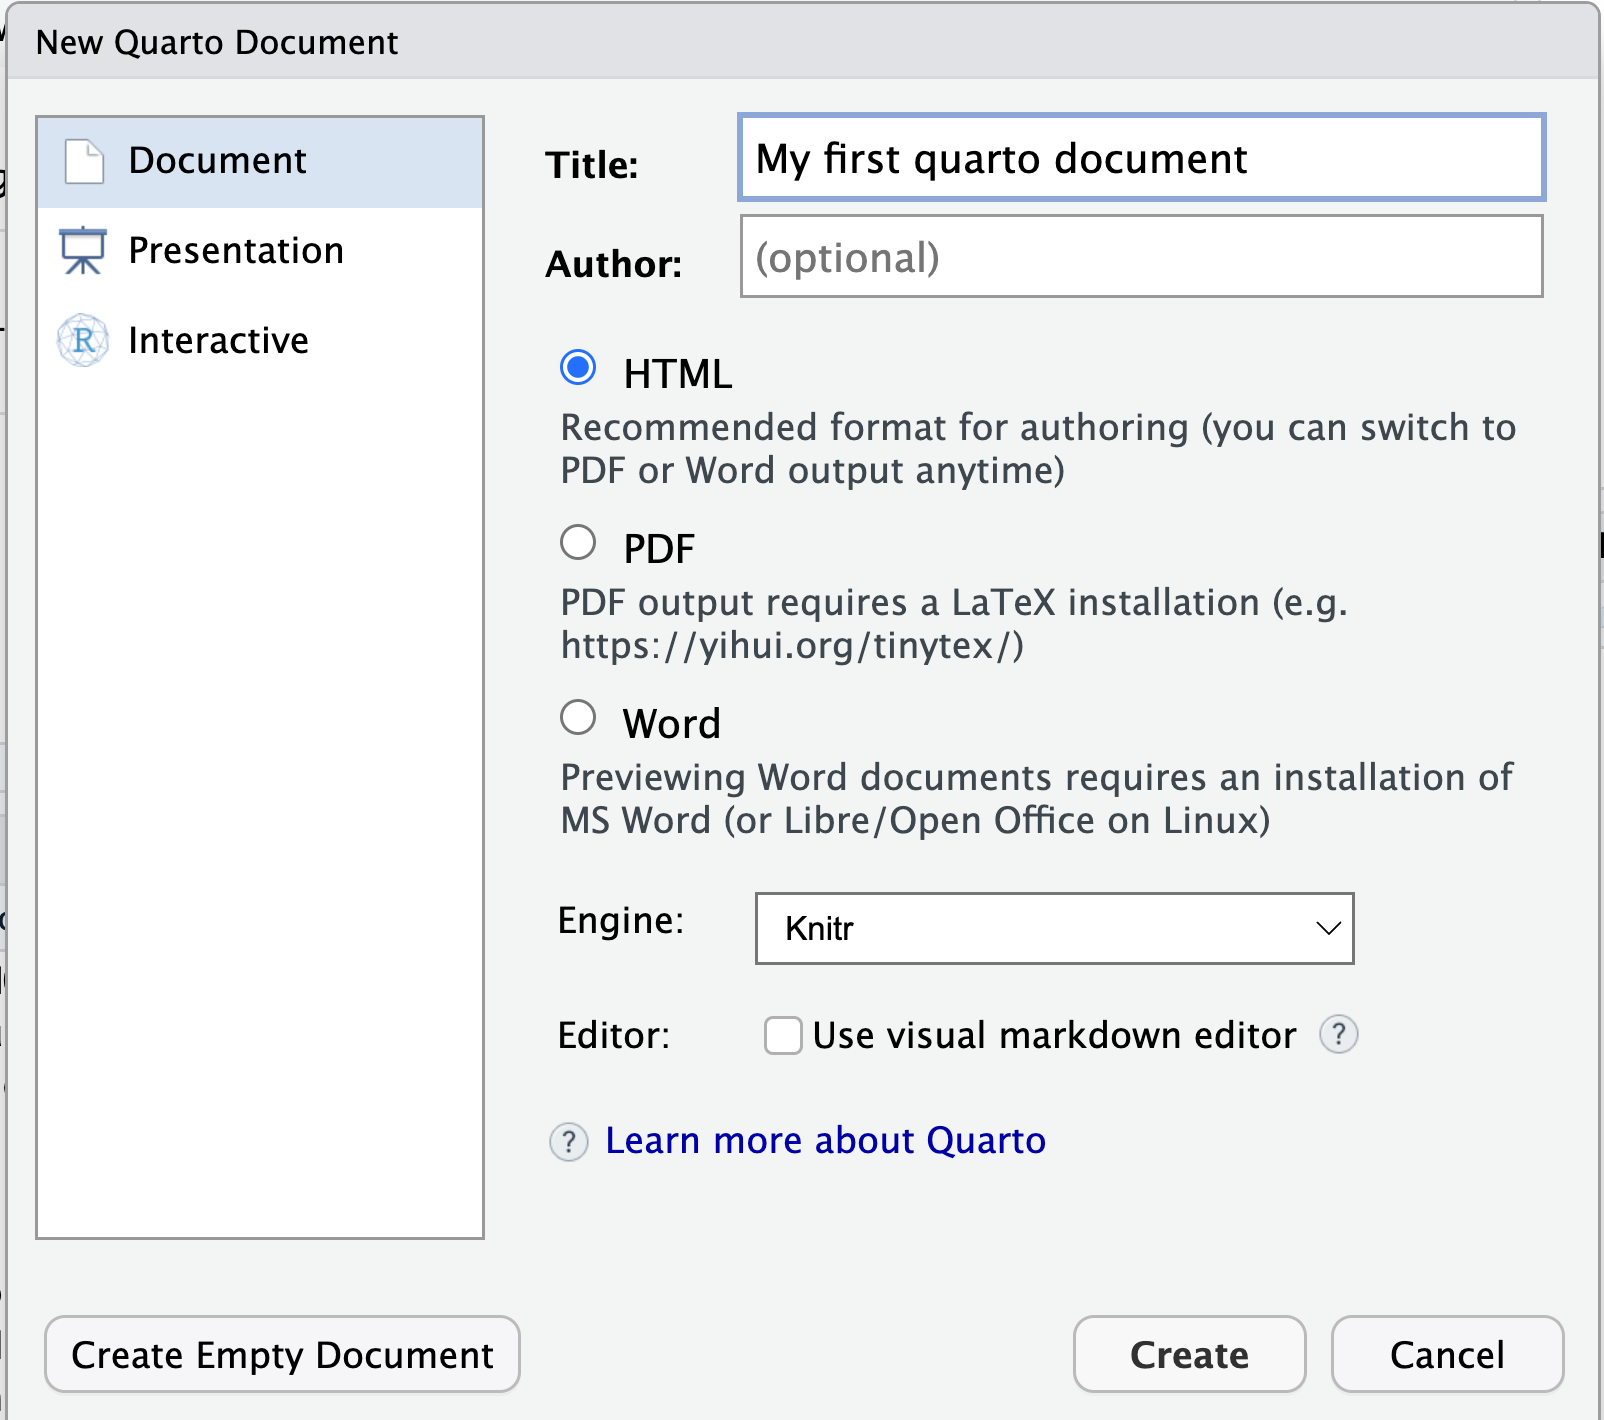 New Quarto Document
Document
Presentation
Interactive
Title: My first quarto document
Author: (optional)
HTML
Recommended format for authoring (you can switch to
PDF or Word output anytime)
PDF
PDF output requires a LaTeX installation (e.g.
https://yihui.org/tinytex/)
Word
Previewing Word documents requires an installation of
MS Word (or Libre/Open Office on Linux)
Engine: Knitr
Editor: Use visual markdown editor ?
? Learn more about Quarto
Create Empty Document
Create
Cancel